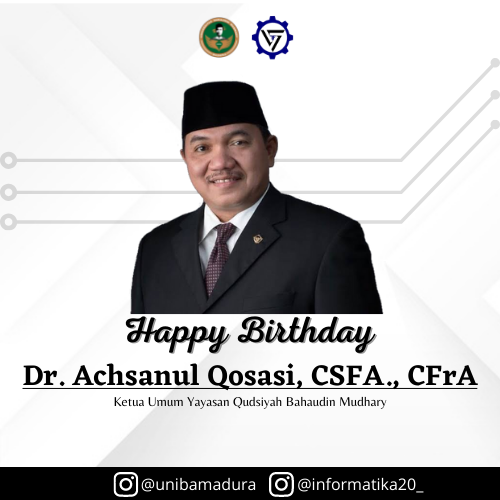 Happy Birthday
Dr. Achsanul Qosasi, CSFA., CFrA
Ketua Umum Yayasan Qudsiyah Bahaudin Mudhary
@unibamadura @informatika20_